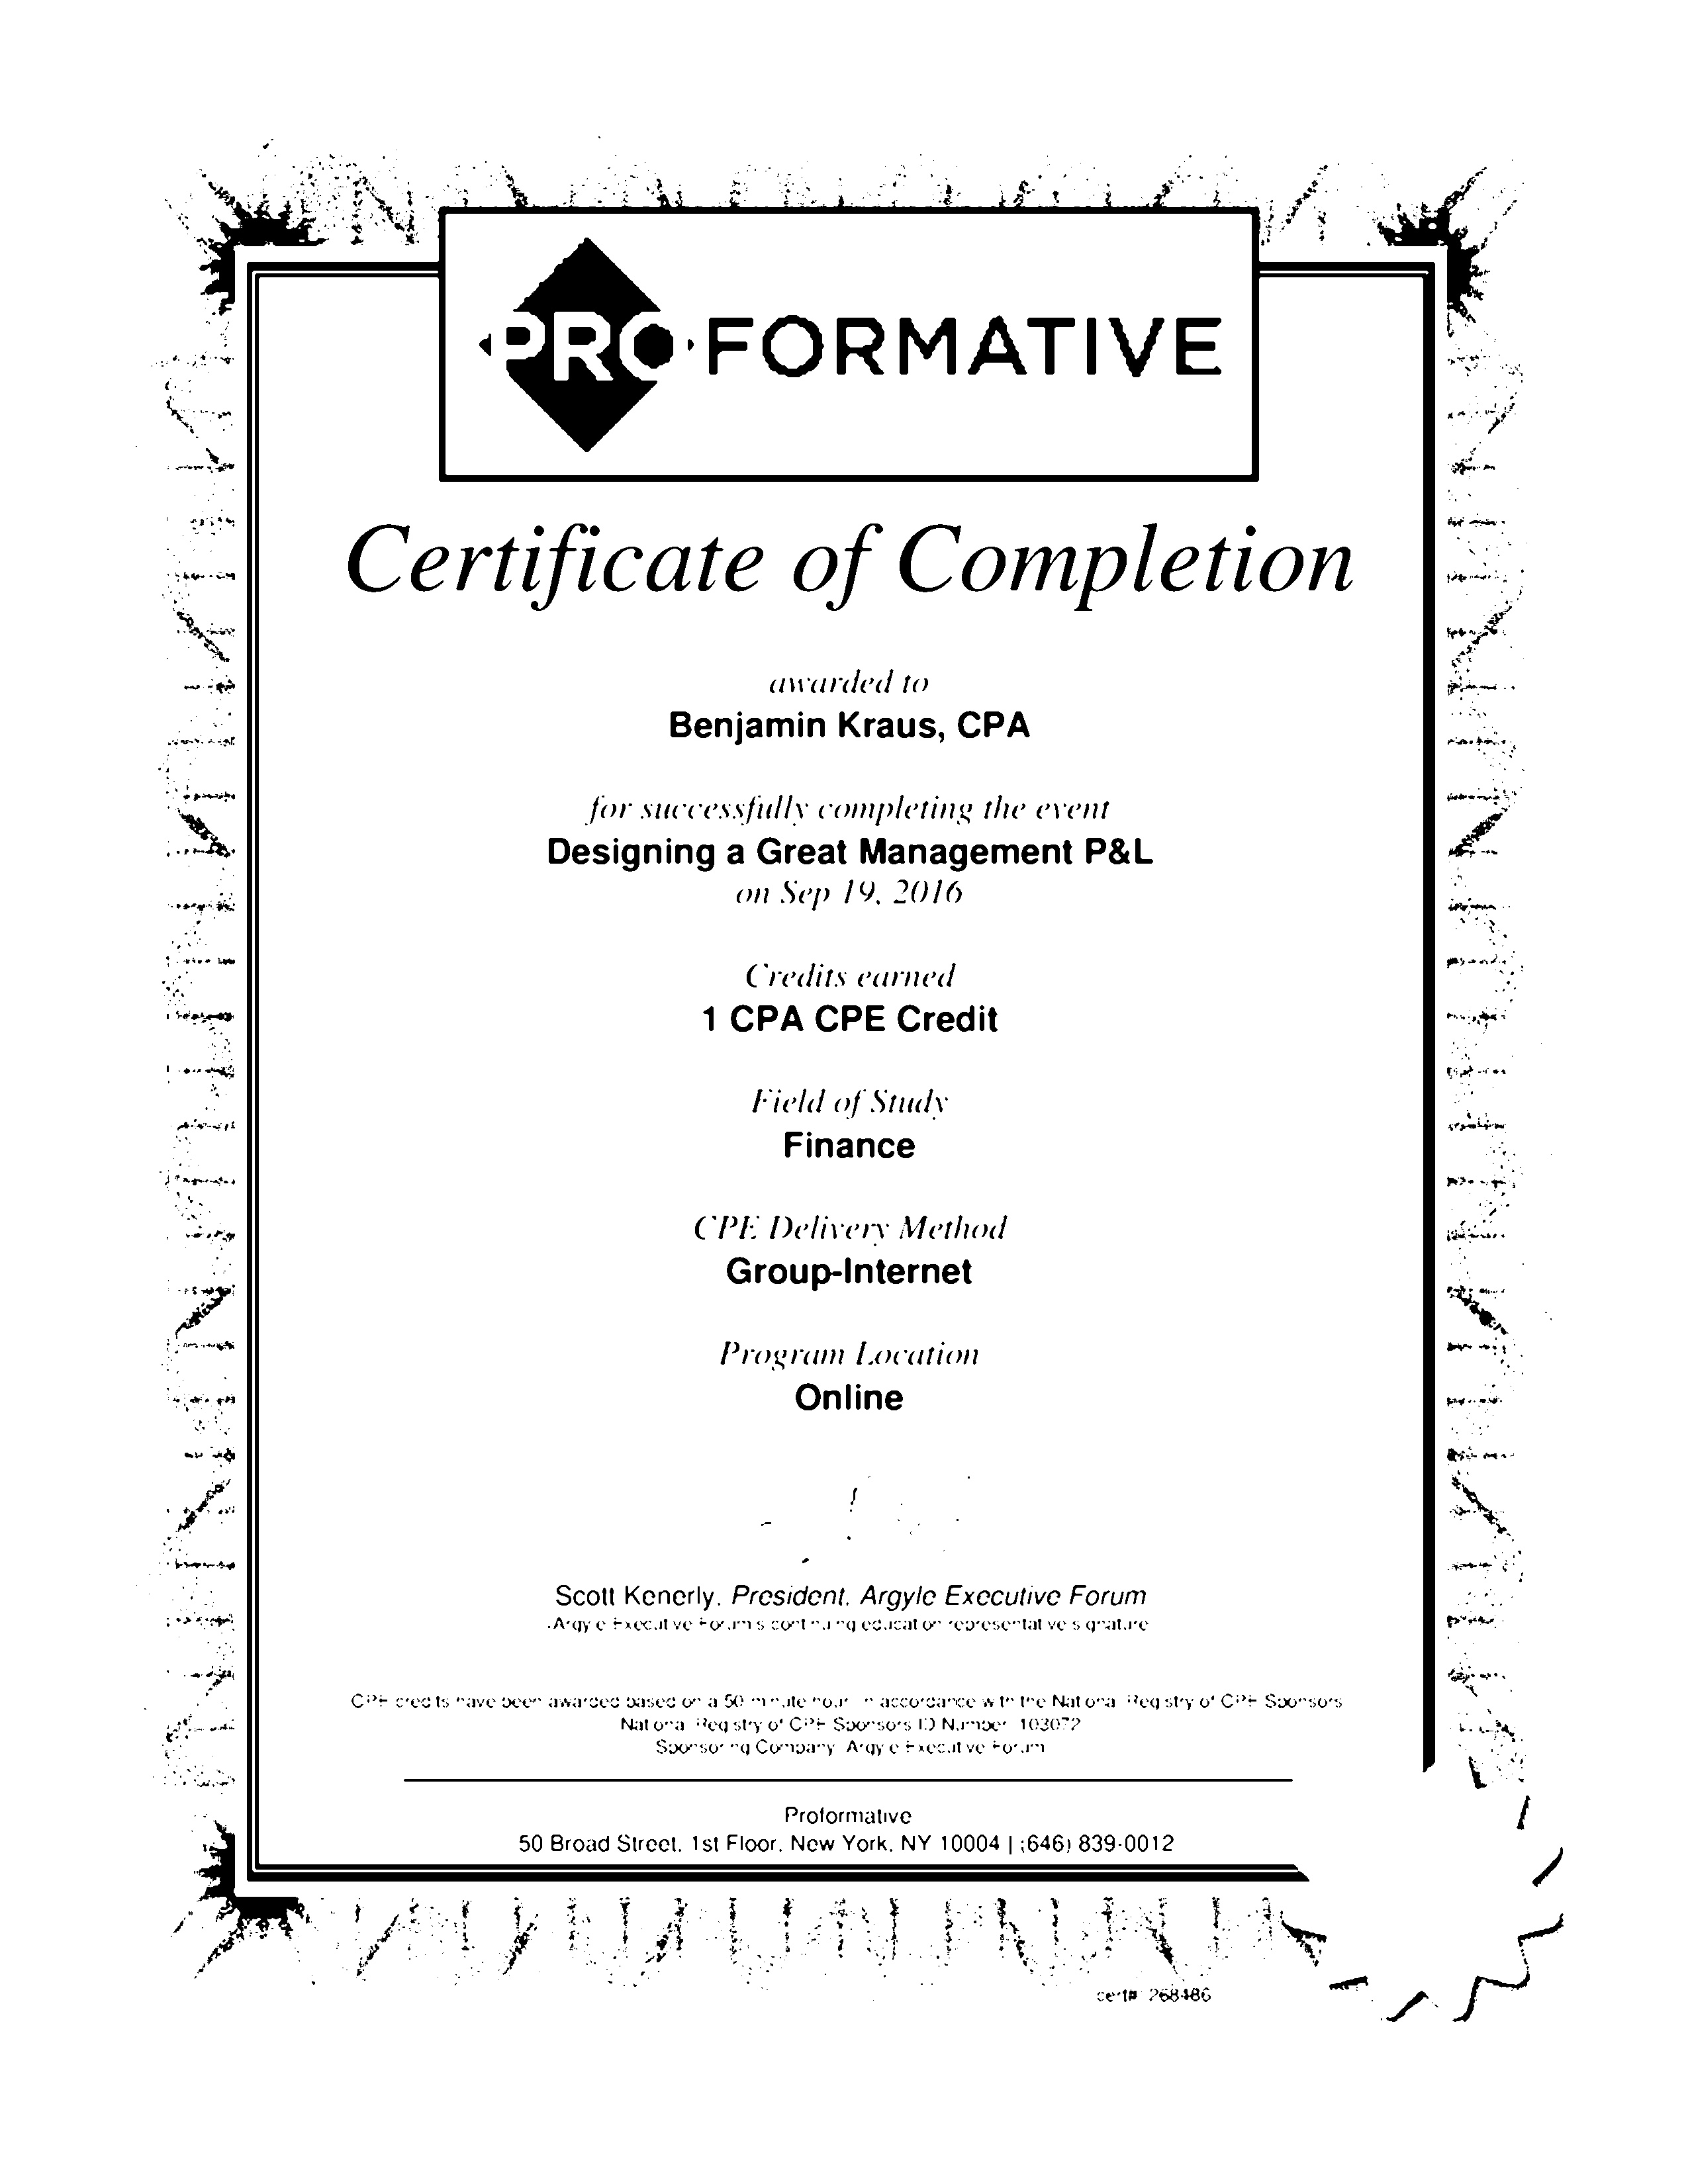 PROFORMATIVE
Certificate of Completion
awarded to
Benjamin Kraus, CPA
for successfully completing the event
Designing a Great Management P&L
on Sep 19, 2016
Credits earned
1 CPA CPE Credit
Field of Study
Finance
CPE Delivery Method
Group-Internet
Program Location
Online
Scott Kenerly, President, Argyle Executive Forum
Argyle Executive Forum's continuing education representative signature
CPE credits have been awarded based on a 50 minute hour in accordance with the National Registry of CPE Sponsors
National Registry of CPE Sponsors ID Number 103072
Sponsoring Company Argyle Executive Forum
Proformative
50 Broad Street, 1st Floor, New York, NY 10004 | (646) 839-0012
cert# 268486